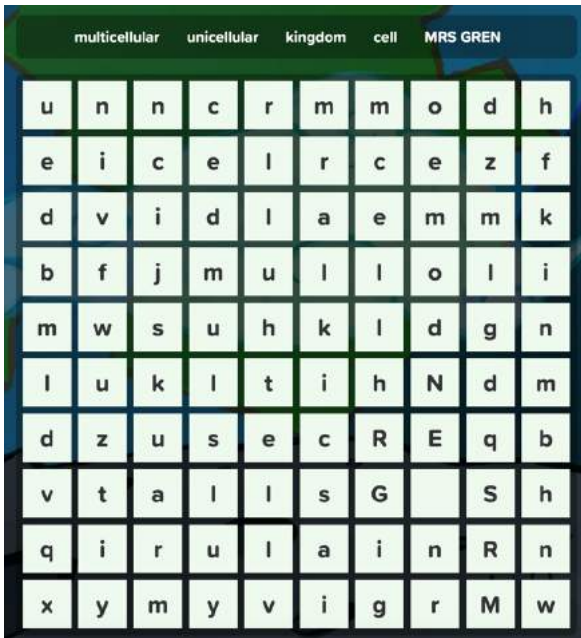 multicellular unicellular kingdom cell MRS GREN
u n n c r m m o d h
e i c e l r c e z f
d v i d l a e m m k
b f j m u l l o l i
m w s u h k l d g n
l u k l t i h N d m
d z u s e c R E q b
v t a l l s G S h
q i r u l a i n R n
x y m y v i g r M w